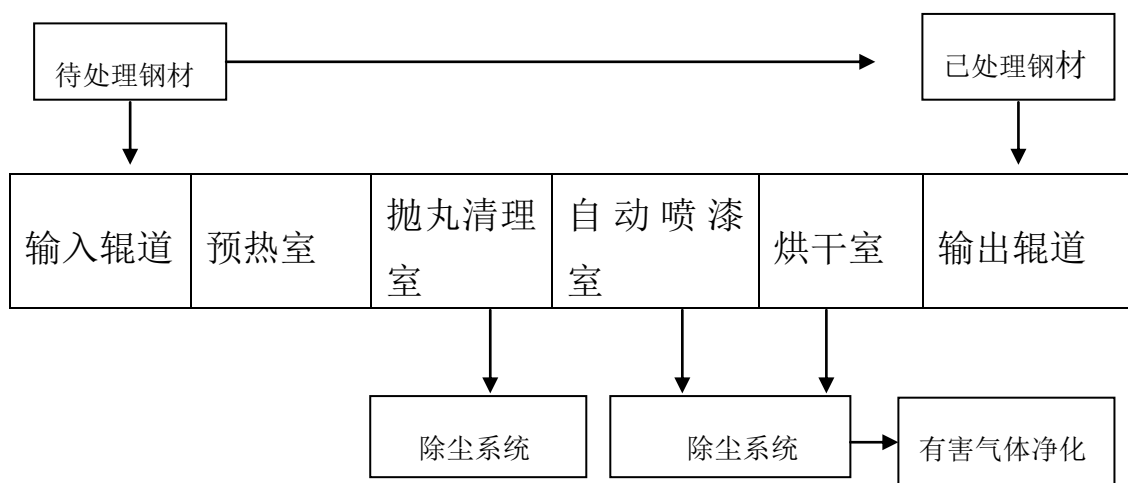 待处理钢材
已处理钢材
输入辊道
预热室
抛丸清理
室
自动喷漆
室
烘干室
输出辊道
除尘系统
除尘系统
有害气体净化